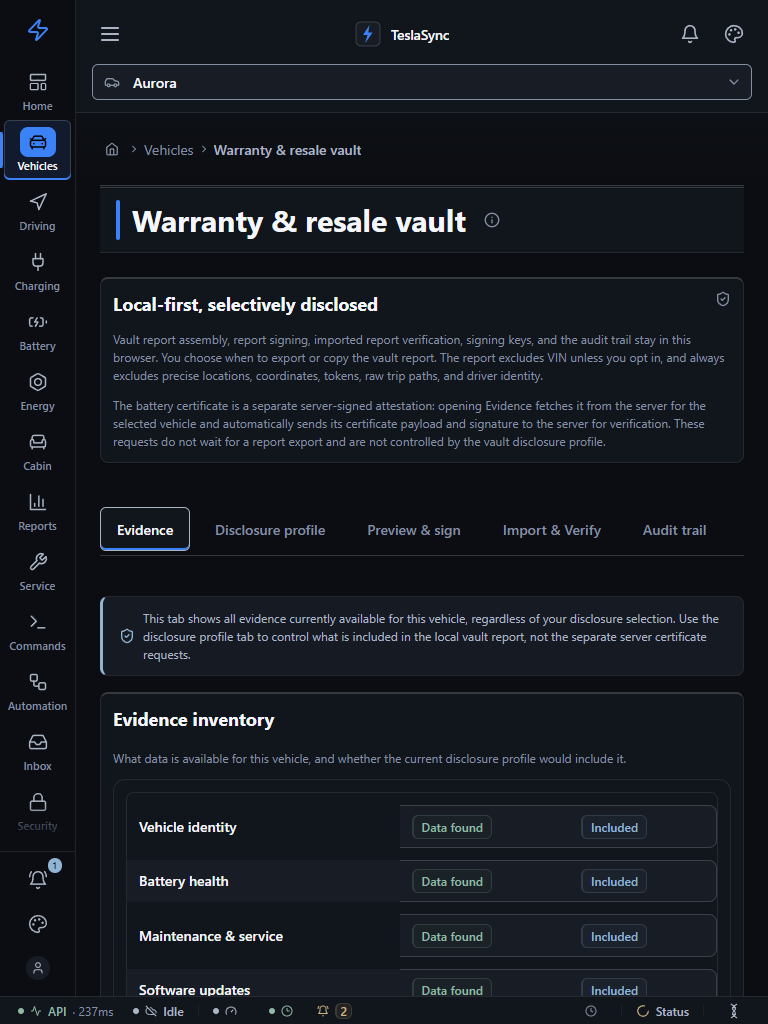 TeslaSync
Aurora
Home
Vehicles
Driving
Charging
Battery
Energy
Cabin
Reports
Service
Commands
Automation
Inbox
Security
1
Vehicles > Warranty & resale vault
Warranty & resale vault
Local-first, selectively disclosed
Vault report assembly, report signing, imported report verification, signing keys, and the audit trail stay in this
browser. You choose when to export or copy the vault report. The report excludes VIN unless you opt in, and always
excludes precise locations, coordinates, tokens, raw trip paths, and driver identity.
The battery certificate is a separate server-signed attestation: opening Evidence fetches it from the server for the
selected vehicle and automatically sends its certificate payload and signature to the server for verification. These
requests do not wait for a report export and are not controlled by the vault disclosure profile.
Evidence Disclosure profile Preview & sign Import & Verify Audit trail
This tab shows all evidence currently available for this vehicle, regardless of your disclosure selection. Use the
disclosure profile tab to control what is included in the local vault report, not the separate server certificate
requests.
Evidence inventory
What data is available for this vehicle, and whether the current disclosure profile would include it.
Vehicle identity Data found Included
Battery health Data found Included
Maintenance & service Data found Included
Software updates Data found Included
API · 237ms Idle 2 Status